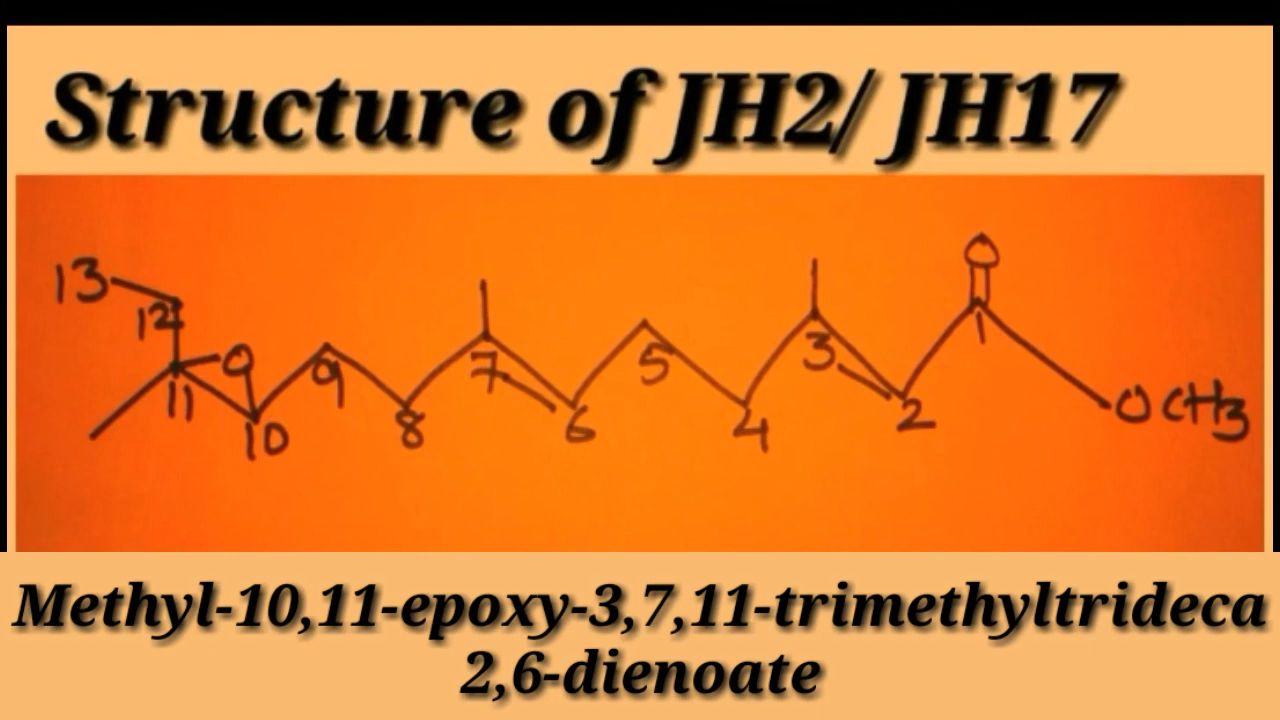 Structure of JH2/ JH17
O
13
12
O
11
10
9
8
7
6
5
4
3
2
1
OCH3
Methyl-10,11-epoxy-3,7,11-trimethyltrideca
2,6-dienoate